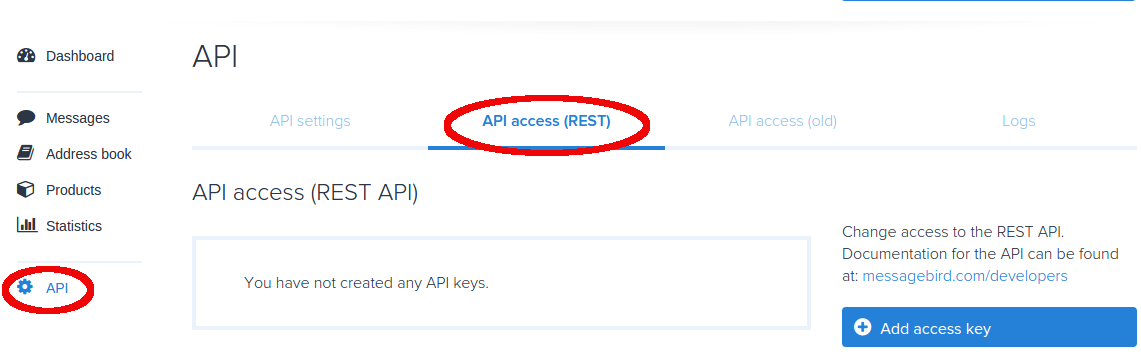 Dashboard
Messages
Address book
Products
Statistics
API
API
API settings
API access (REST)
API access (old)
Logs
API access (REST API)
You have not created any API keys.
Change access to the REST API.
Documentation for the API can be found
at: messagebird.com/developers
Add access key